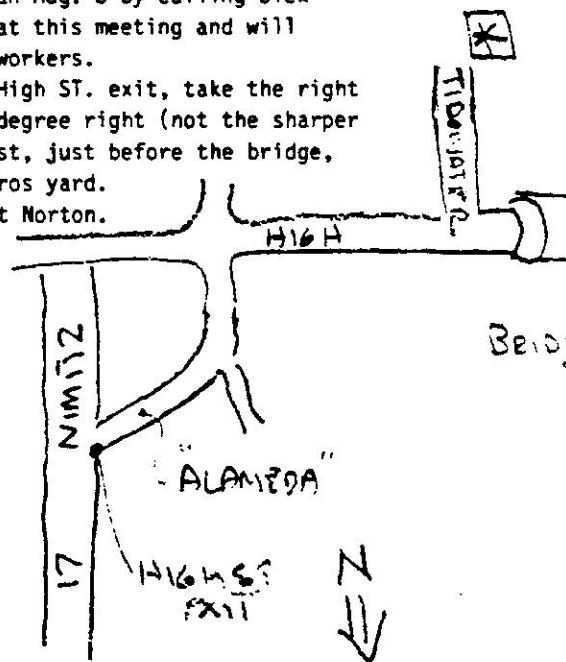 at this meeting and will
workers.
High ST. exit, take the right
degree right (not the sharper
st, just before the bridge,
ros yard.
t Norton.
TIDEWATER
HIGH
NIMITZ
"ALAMEDA"
17
HIGH ST
EXIT
N